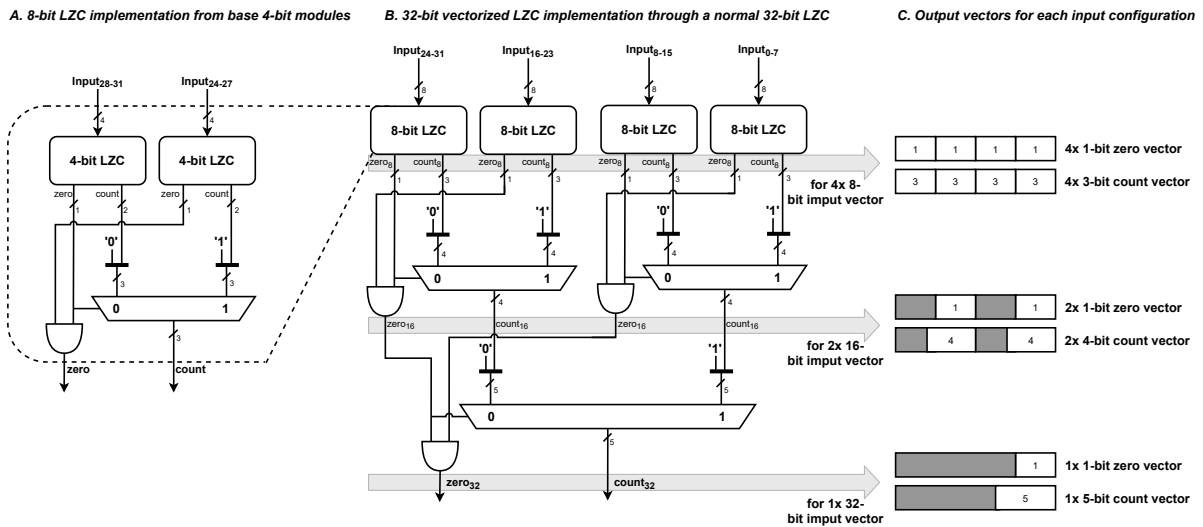 A. 8-bit LZC implementation from base 4-bit modules
B. 32-bit vectorized LZC implementation through a normal 32-bit LZC
C. Output vectors for each input configuration
Input28-31
Input24-27
4
4
4-bit LZC
4-bit LZC
zero
count
zero
count
1
2
1
2
'0'
'1'
3
3
0
1
3
zero
count
Input24-31
Input16-23
Input8-15
Input0-7
8
8
8
8
8-bit LZC
8-bit LZC
8-bit LZC
8-bit LZC
zero8
count8
zero8
count8
zero8
count8
zero8
count8
1
3
1
3
1
3
1
3
for 4x 8-
bit imput vector
'0'
'1'
'0'
'1'
4
4
4
4
0
1
0
1
4
4
zero16
count16
zero16
count16
for 2x 16-
bit imput vector
'0'
'1'
5
5
0
1
5
zero32
count32
for 1x 32-
bit imput vector
1 1 1 1
4x 1-bit zero vector
3 3 3 3
4x 3-bit count vector
1 1
2x 1-bit zero vector
4 4
2x 4-bit count vector
1
1x 1-bit zero vector
5
1x 5-bit count vector